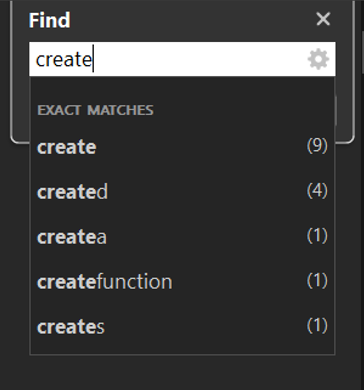 Find
create
EXACT MATCHES
create (9)
created (4)
createa (1)
createfunction (1)
creates (1)